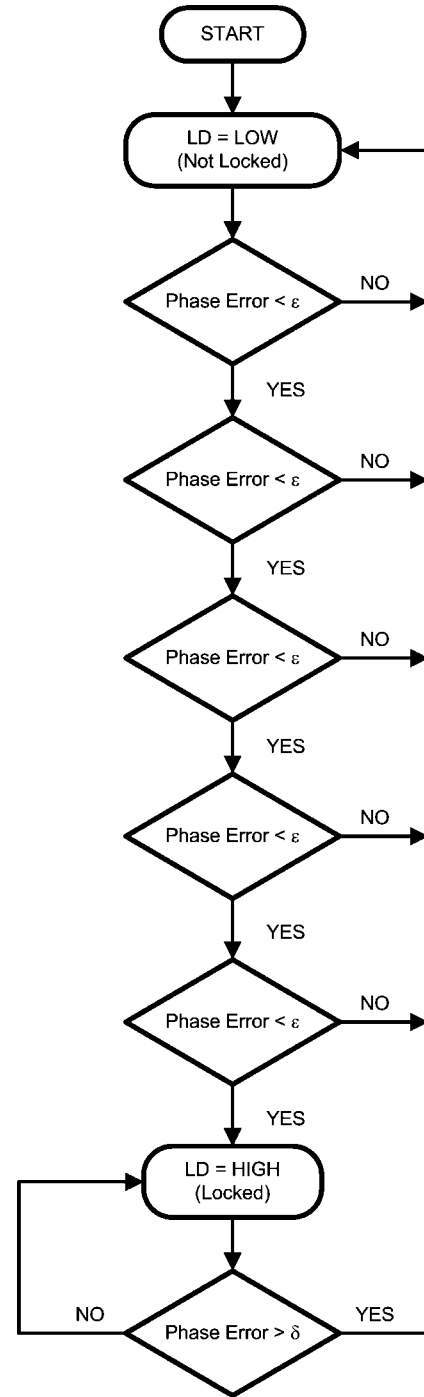 START
LD = LOW
(Not Locked)
Phase Error < ε
NO
YES
Phase Error < ε
NO
YES
Phase Error < ε
NO
YES
Phase Error < ε
NO
YES
Phase Error < ε
NO
YES
LD = HIGH
(Locked)
NO
Phase Error > δ
YES